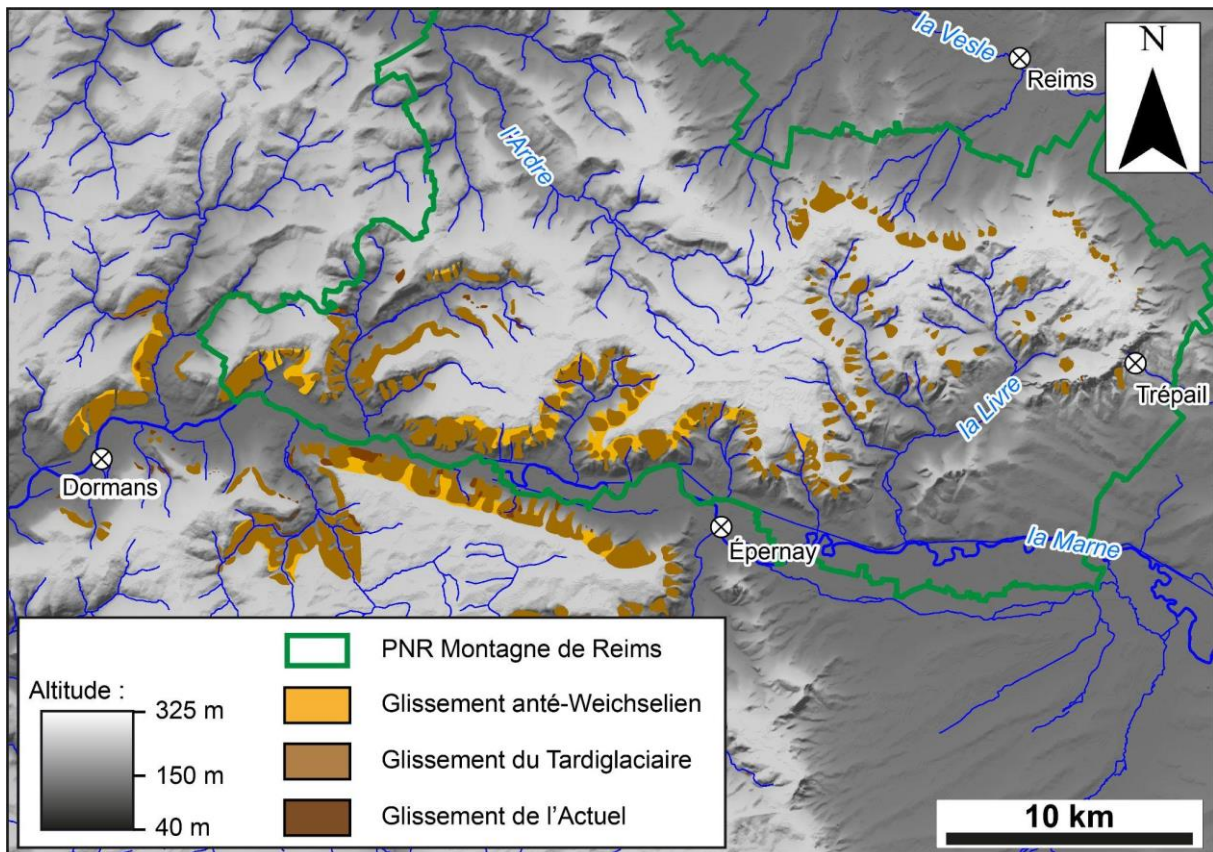 la Vesle
Reims
N
l'Ardre
Trépail
la Livre
Dormans
Épernay
la Marne
PNR Montagne de Reims
Altitude :
325 m
150 m
40 m
Glissement anté-Weichselien
Glissement du Tardiglaciaire
Glissement de l'Actuel
10 km